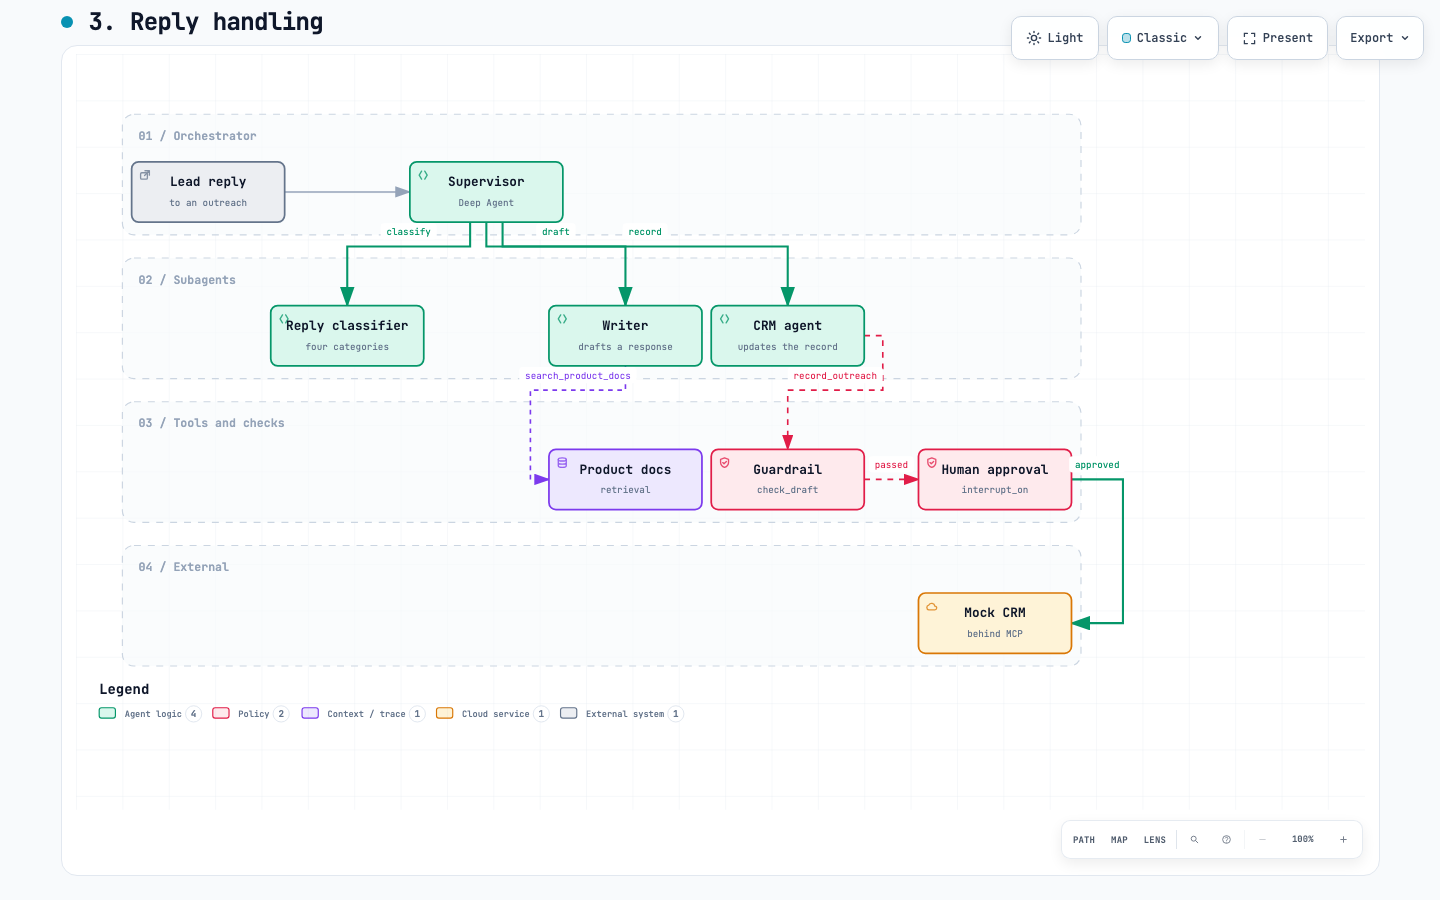 3. Reply handling
Light
Classic
Present
Export
01 / Orchestrator
Lead reply
to an outreach
Supervisor
Deep Agent
classify
draft
record
02 / Subagents
Reply classifier
four categories
Writer
drafts a response
CRM agent
updates the record
search_product_docs
record_outreach
03 / Tools and checks
Product docs
retrieval
Guardrail
check_draft
passed
Human approval
interrupt_on
approved
04 / External
Mock CRM
behind MCP
Legend
Agent logic 4
Policy 2
Context / trace 1
Cloud service 1
External system 1
PATH
MAP
LENS
100%